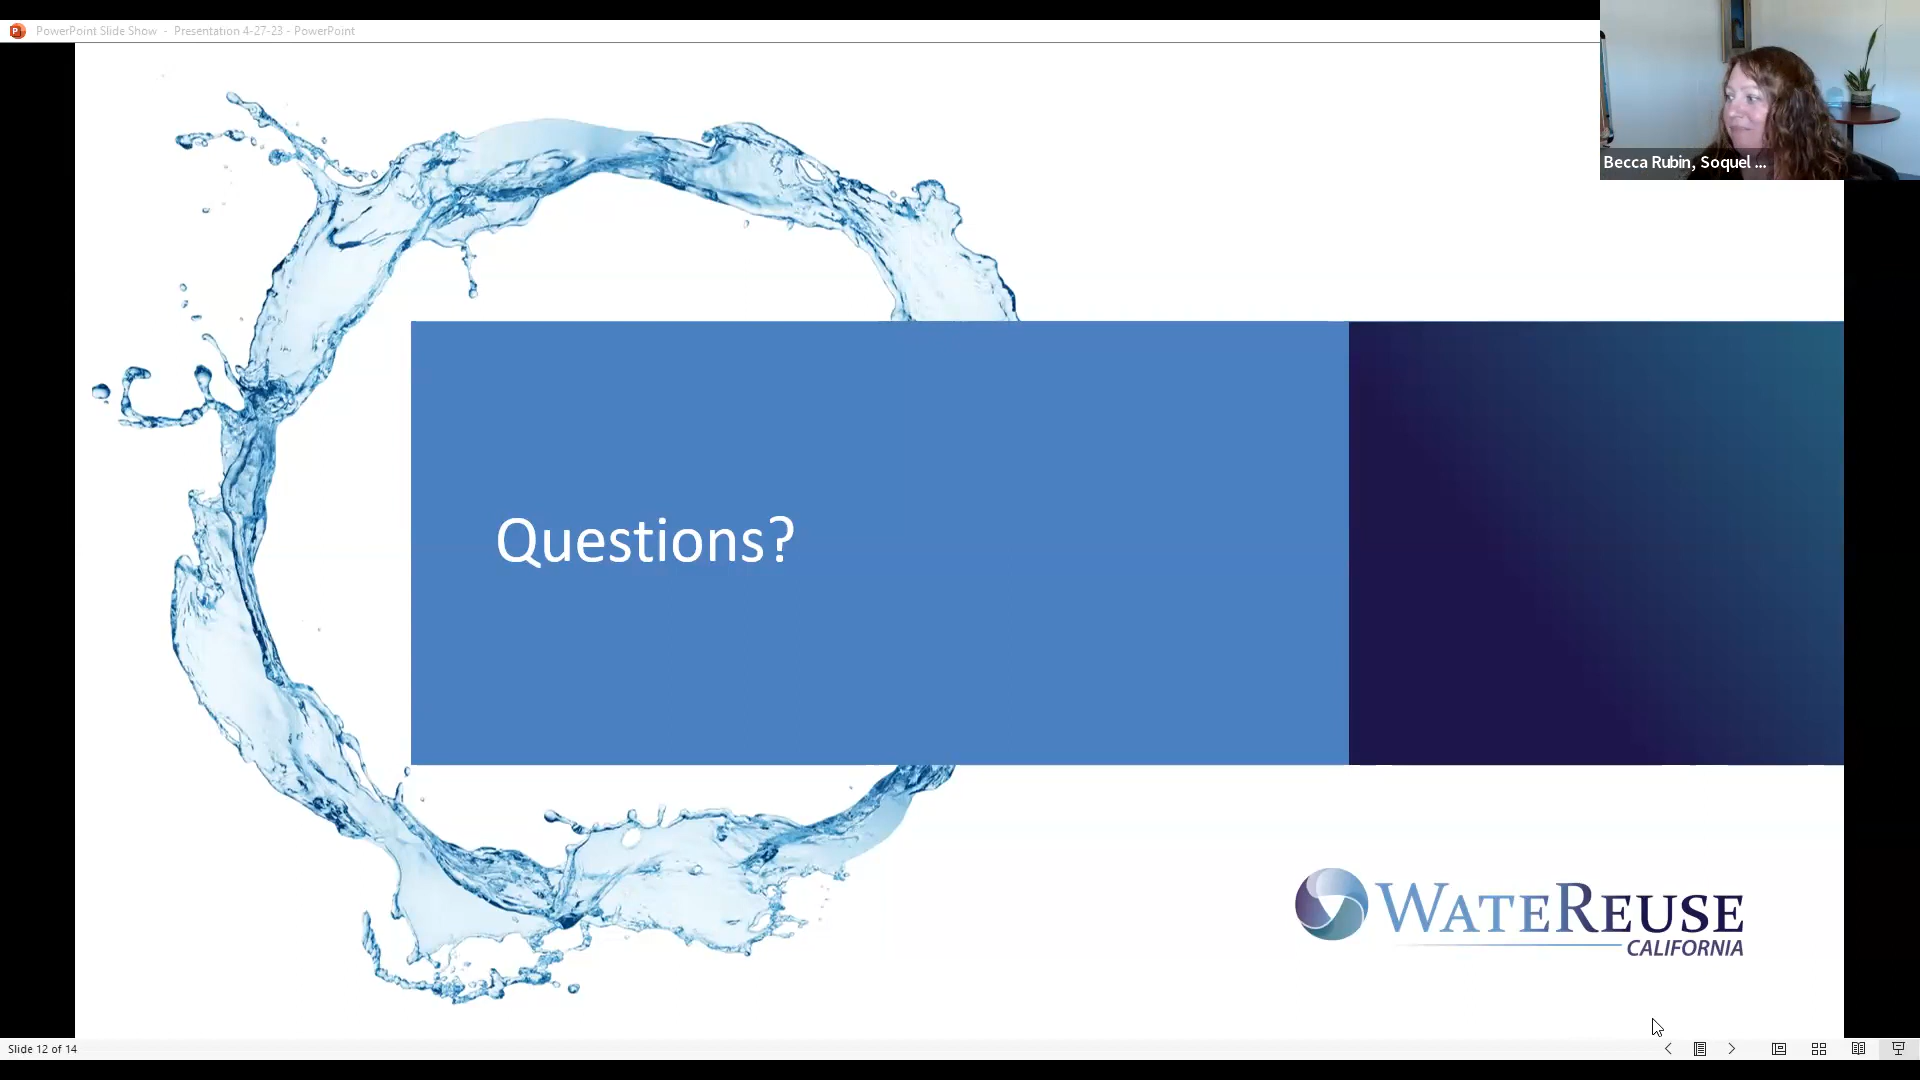 PowerPoint Slide Show - Presentation 4-27-23 - PowerPoint
Becca Rubin, Soquel ...
Questions?
WATEREUSE
CALIFORNIA
Slide 12 of 14